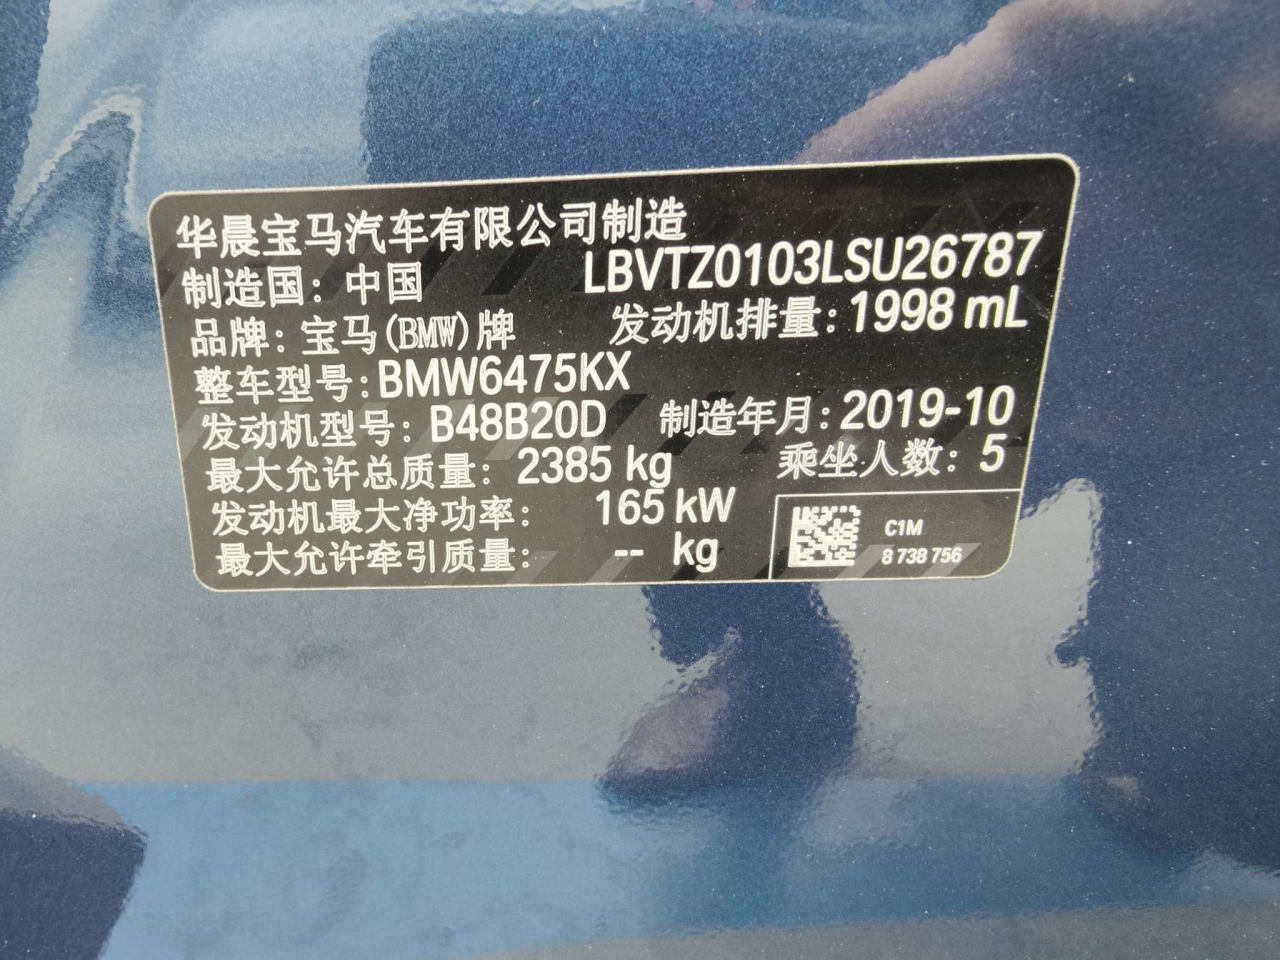 华晨宝马汽车有限公司制造
制造国：中国 LBVTZ0103LSU26787
品牌：宝马(BMW)牌 发动机排量：1998 mL
整车型号：BMW6475KX
发动机型号：B48B20D 制造年月：2019-10
最大允许总质量：2385 kg 乘坐人数：5
发动机最大净功率：165 kW
最大允许牵引质量：-- kg
C1M
8 738 756